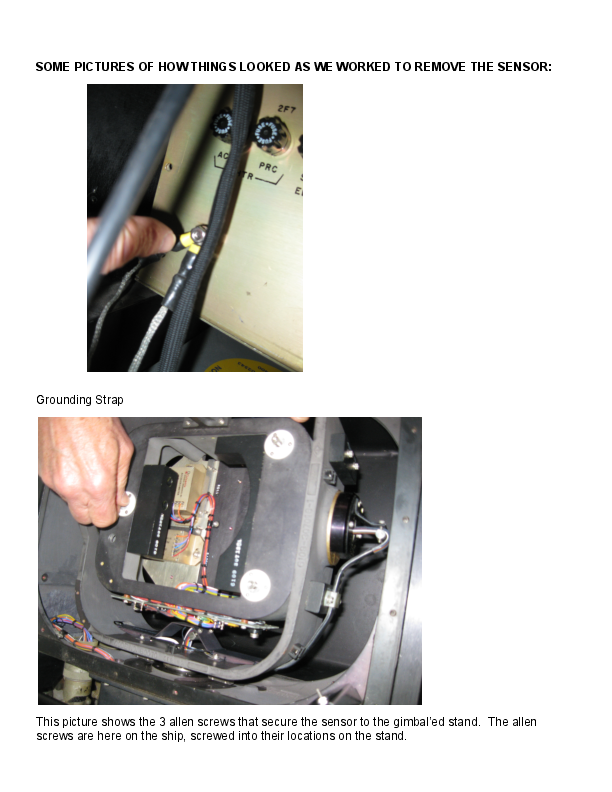 SOME PICTURES OF HOW THINGS LOOKED AS WE WORKED TO REMOVE THE SENSOR:
2F7
AC
PRC
TR
Grounding Strap
This picture shows the 3 allen screws that secure the sensor to the gimbal'ed stand.  The allen
screws are here on the ship, screwed into their locations on the stand.